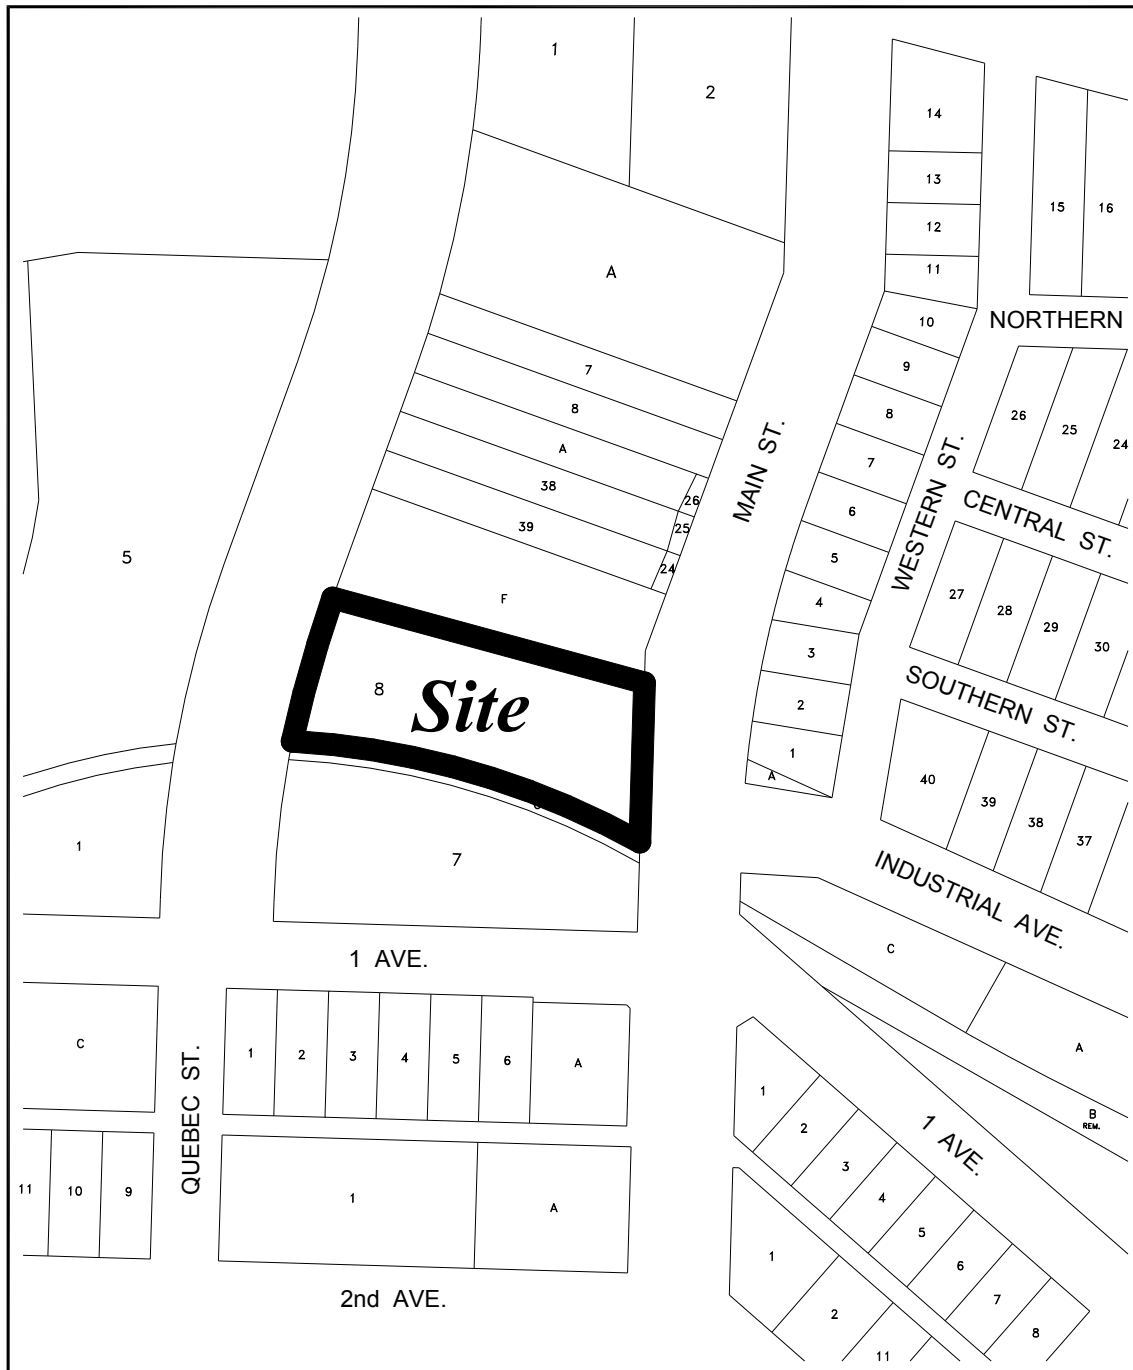 1
2
14
13
12
11
15
16
A
10
NORTHERN
9
8
7
6
5
4
3
2
1
A
7
8
A
38
39
26
25
24
F
MAIN ST.
WESTERN ST.
26
25
24
CENTRAL ST.
27
28
29
30
SOUTHERN ST.
40
39
38
37
INDUSTRIAL AVE.
5
8
Site
1
7
1 AVE.
C
A
B
REM.
C
QUEBEC ST.
1
2
3
4
5
6
A
11
10
9
1
A
2nd AVE.
1
2
3
4
5
6
7
8
1 AVE.
1
2
11